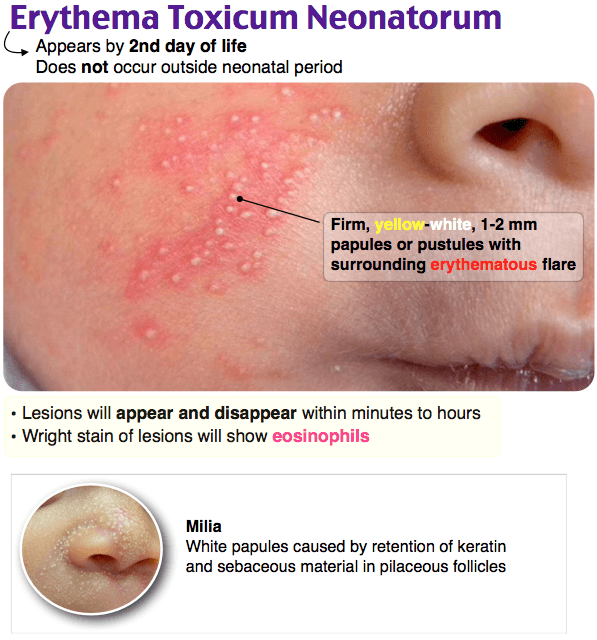 Erythema Toxicum Neonatorum
Appears by 2nd day of life
Does not occur outside neonatal period
Firm, yellow-white, 1-2 mm
papules or pustules with
surrounding erythematous flare
• Lesions will appear and disappear within minutes to hours
• Wright stain of lesions will show eosinophils
Milia
White papules caused by retention of keratin
and sebaceous material in pilaceous follicles